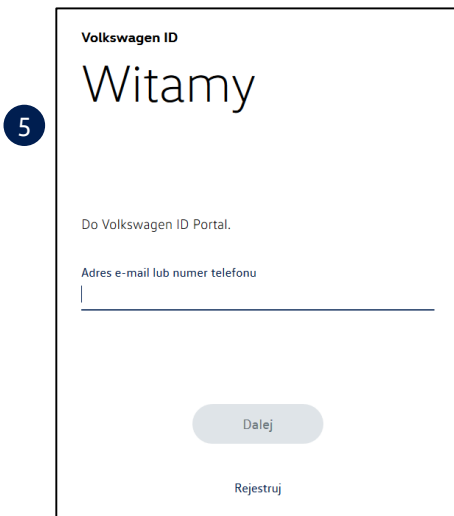 Volkswagen ID
Witamy
5
Do Volkswagen ID Portal.
Adres e-mail lub numer telefonu
Dalej
Rejestruj